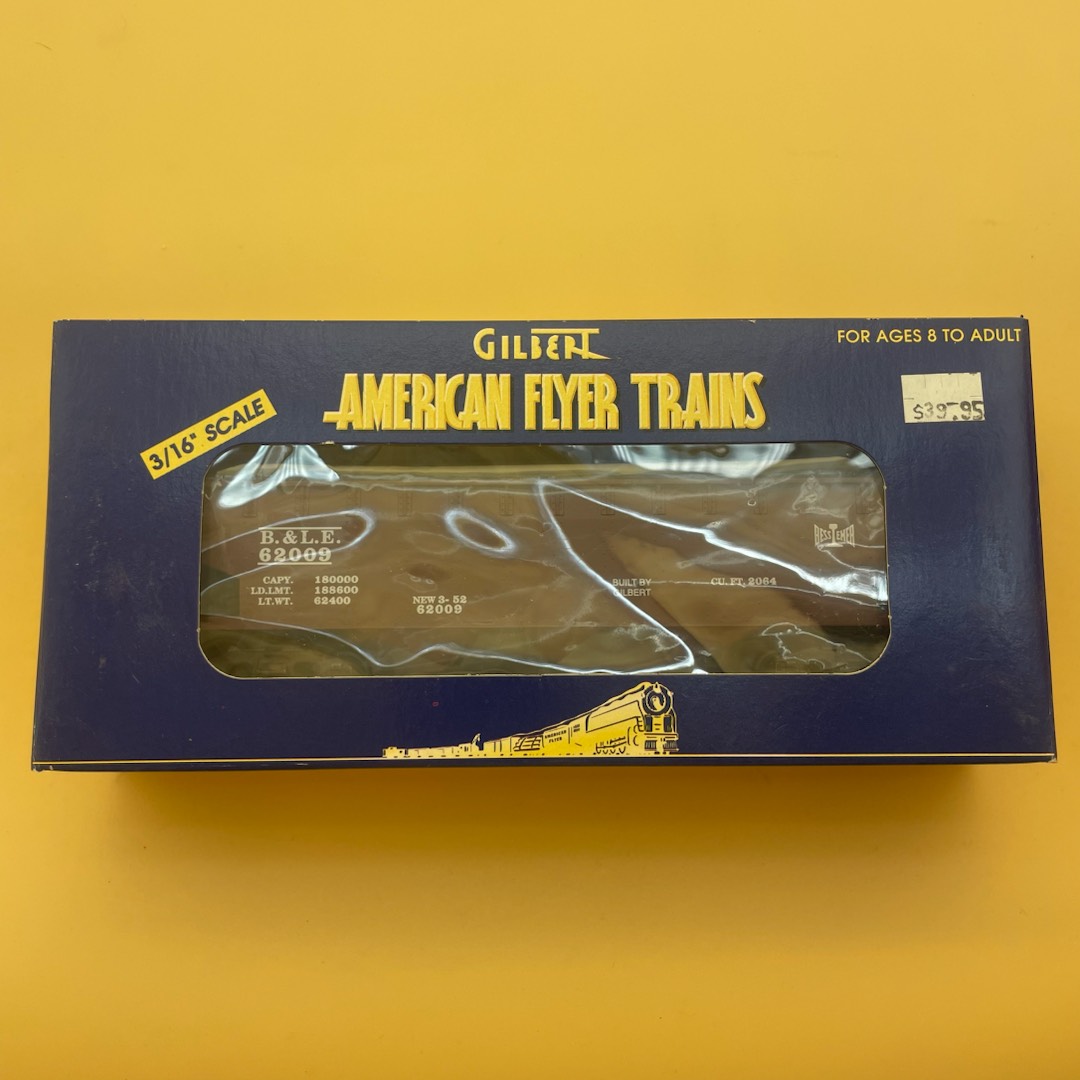 GILBERT
FOR AGES 8 TO ADULT
AMERICAN FLYER TRAINS
$39.95
3/16" SCALE
B.&L.E.
62009
CAPY. 180000
LD.LMT. 188600
LT.WT. 62400
NEW 3-52
62009
BUILT BY
GILBERT
CU. FT. 2064
BESSEMER
AMERICAN
FLYER